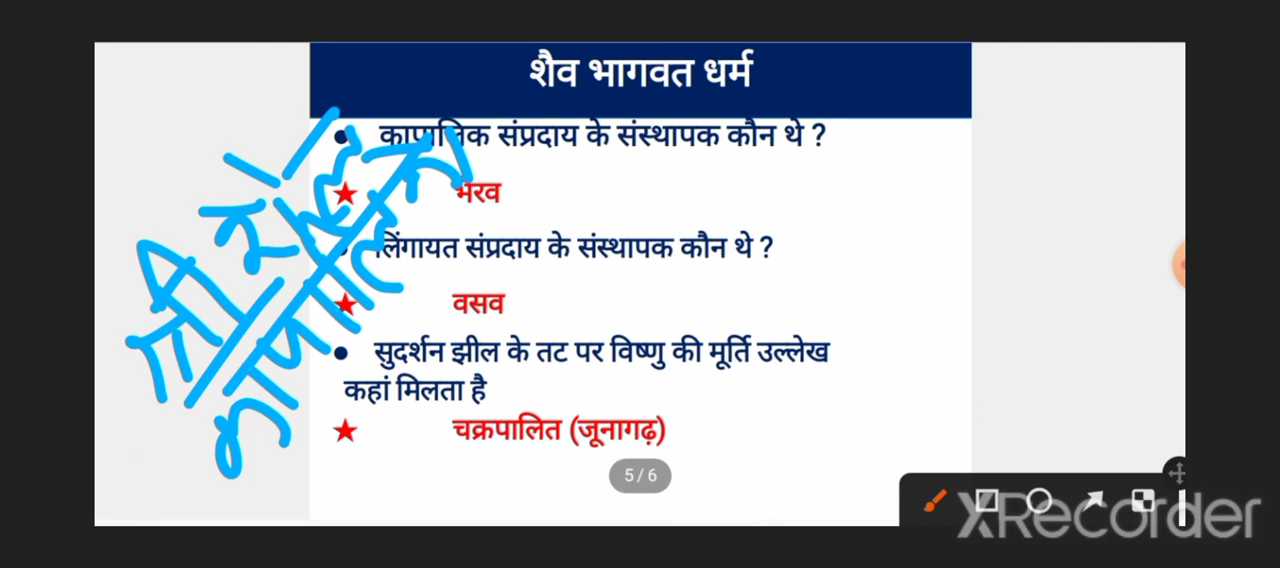 शैव भागवत धर्म
कापालिक संप्रदाय के संस्थापक कौन थे ?
भैरव
लिंगायत संप्रदाय के संस्थापक कौन थे ?
वसव
सुदर्शन झील के तट पर विष्णु की मूर्ति उल्लेख
कहां मिलता है
चक्रपालित (जूनागढ़)
5 / 6
XRecorder